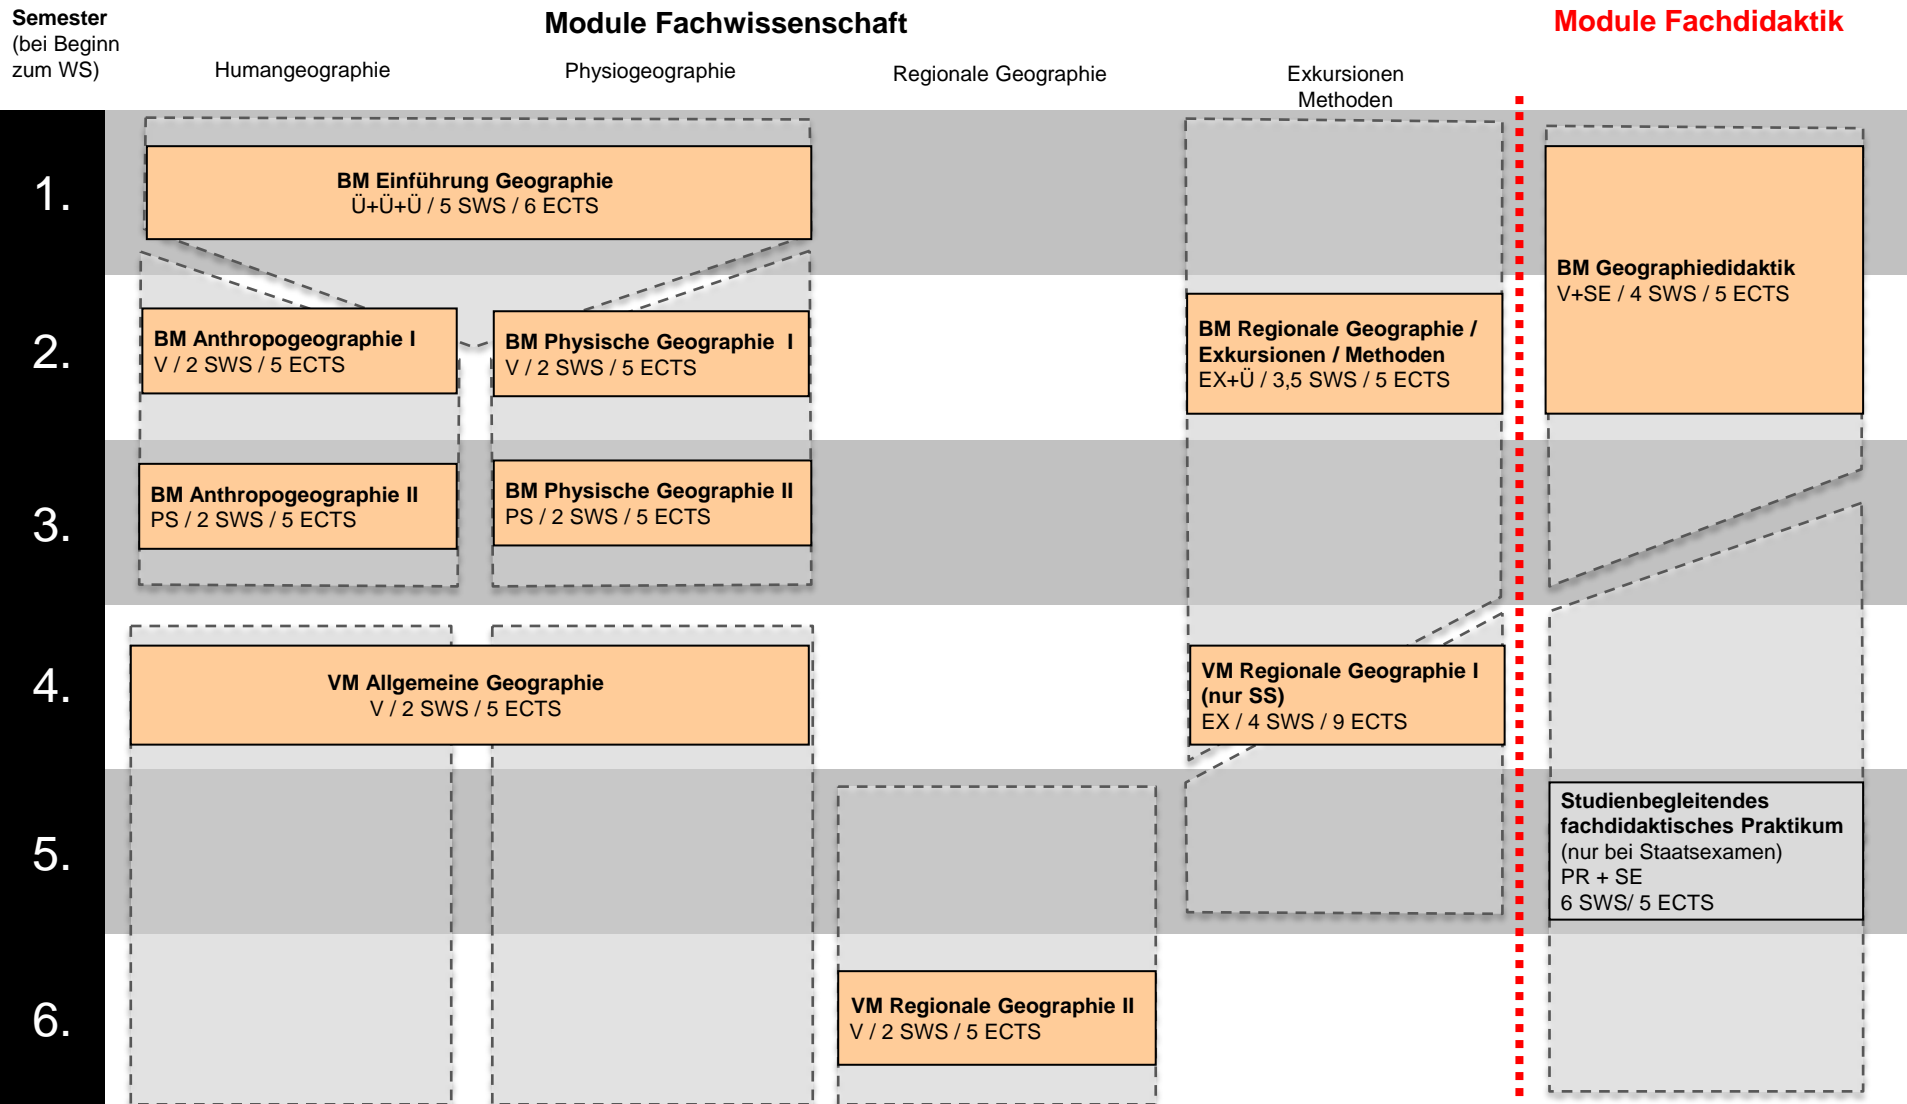 Semester
(bei Beginn
zum WS)
Module Fachwissenschaft
Module Fachdidaktik
Humangeographie
Physiogeographie
Regionale Geographie
Exkursionen
Methoden
1.
BM Einführung Geographie
Ü+Ü+Ü / 5 SWS / 6 ECTS
BM Geographiedidaktik
V+SE / 4 SWS / 5 ECTS
2.
BM Anthropogeographie I
V / 2 SWS / 5 ECTS
BM Physische Geographie I
V / 2 SWS / 5 ECTS
BM Regionale Geographie /
Exkursionen / Methoden
EX+Ü / 3,5 SWS / 5 ECTS
3.
BM Anthropogeographie II
PS / 2 SWS / 5 ECTS
BM Physische Geographie II
PS / 2 SWS / 5 ECTS
4.
VM Allgemeine Geographie
V / 2 SWS / 5 ECTS
VM Regionale Geographie I
(nur SS)
EX / 4 SWS / 9 ECTS
5.
Studienbegleitendes
fachdidaktisches Praktikum
(nur bei Staatsexamen)
PR + SE
6 SWS/ 5 ECTS
6.
VM Regionale Geographie II
V / 2 SWS / 5 ECTS